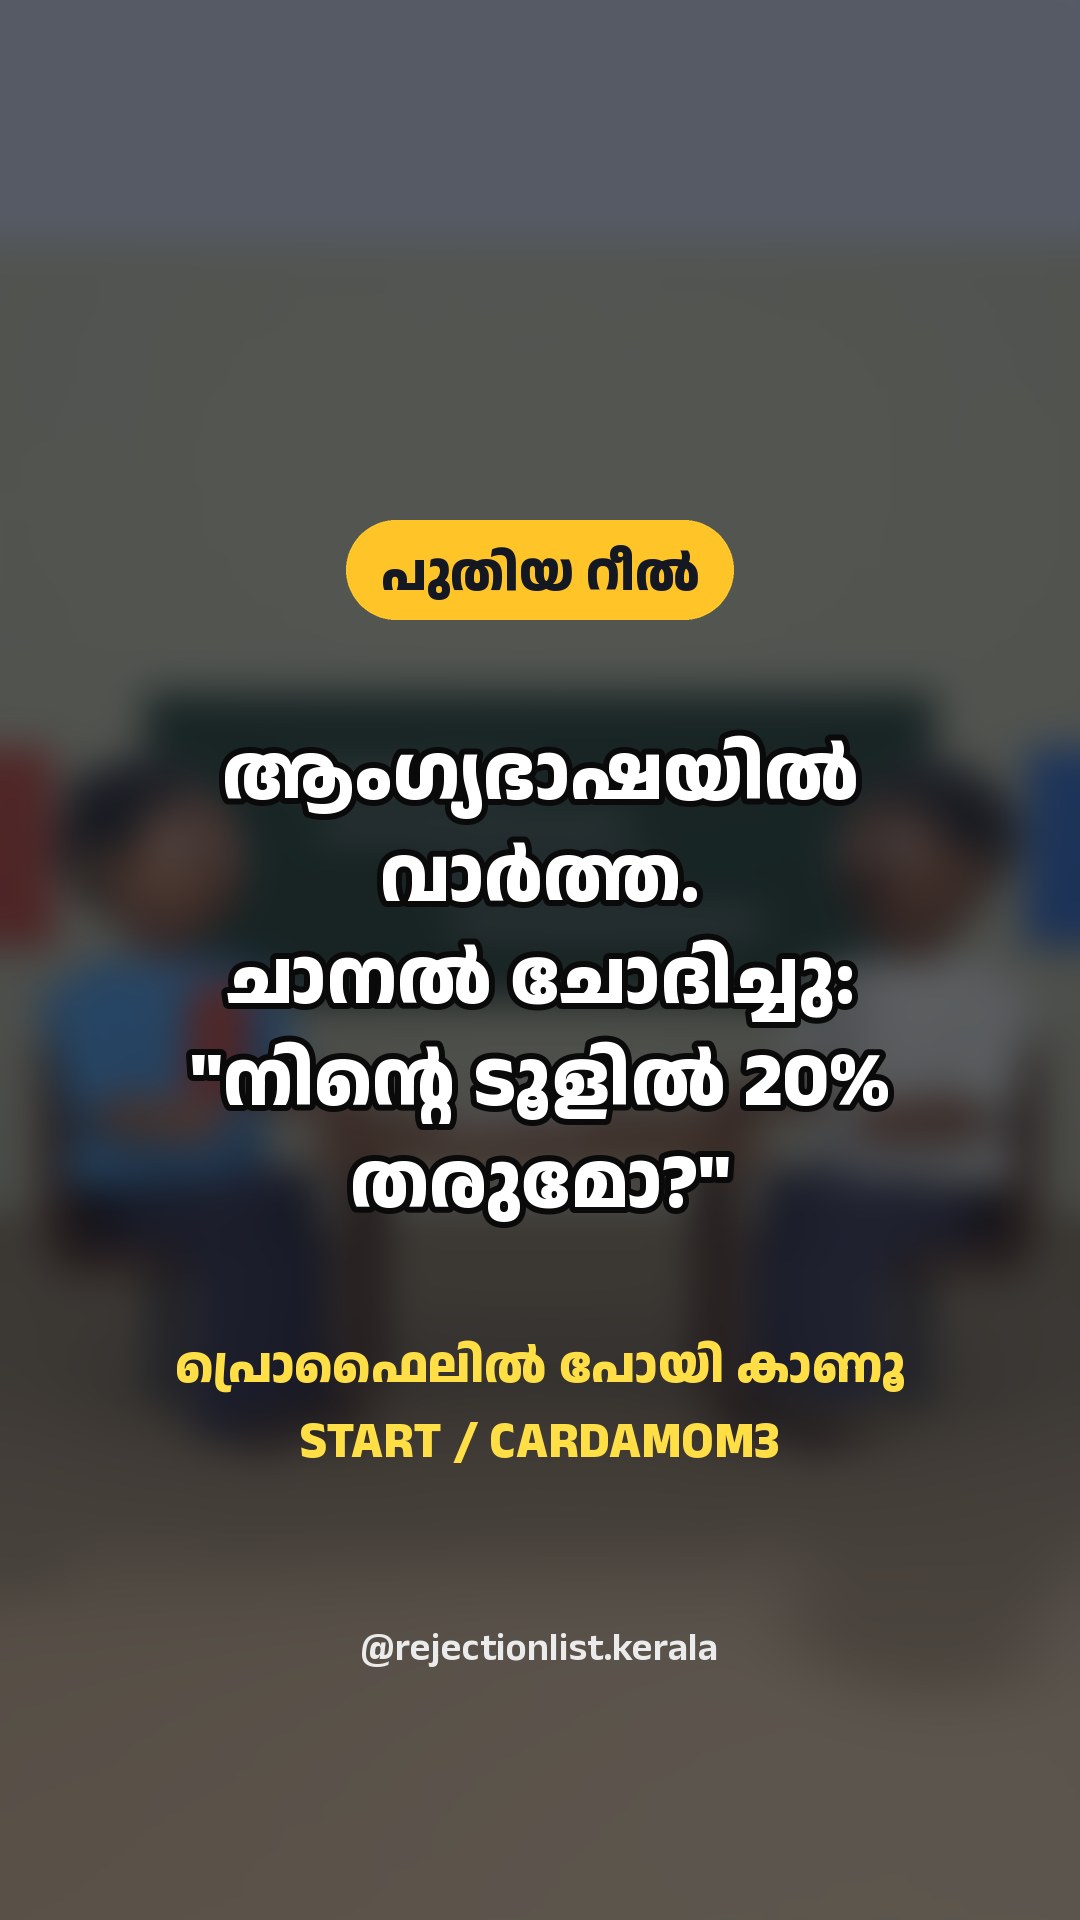 പുതിയ റീൽ
ആംഗ്യഭാഷയിൽ
വാർത്ത.
ചാനൽ ചോദിച്ചു:
"നിന്റെ ടൂളിൽ 20%
തരുമോ?"
പ്രൊഫൈലിൽ പോയി കാണൂ
START / CARDAMOM3
@rejectionlist.kerala